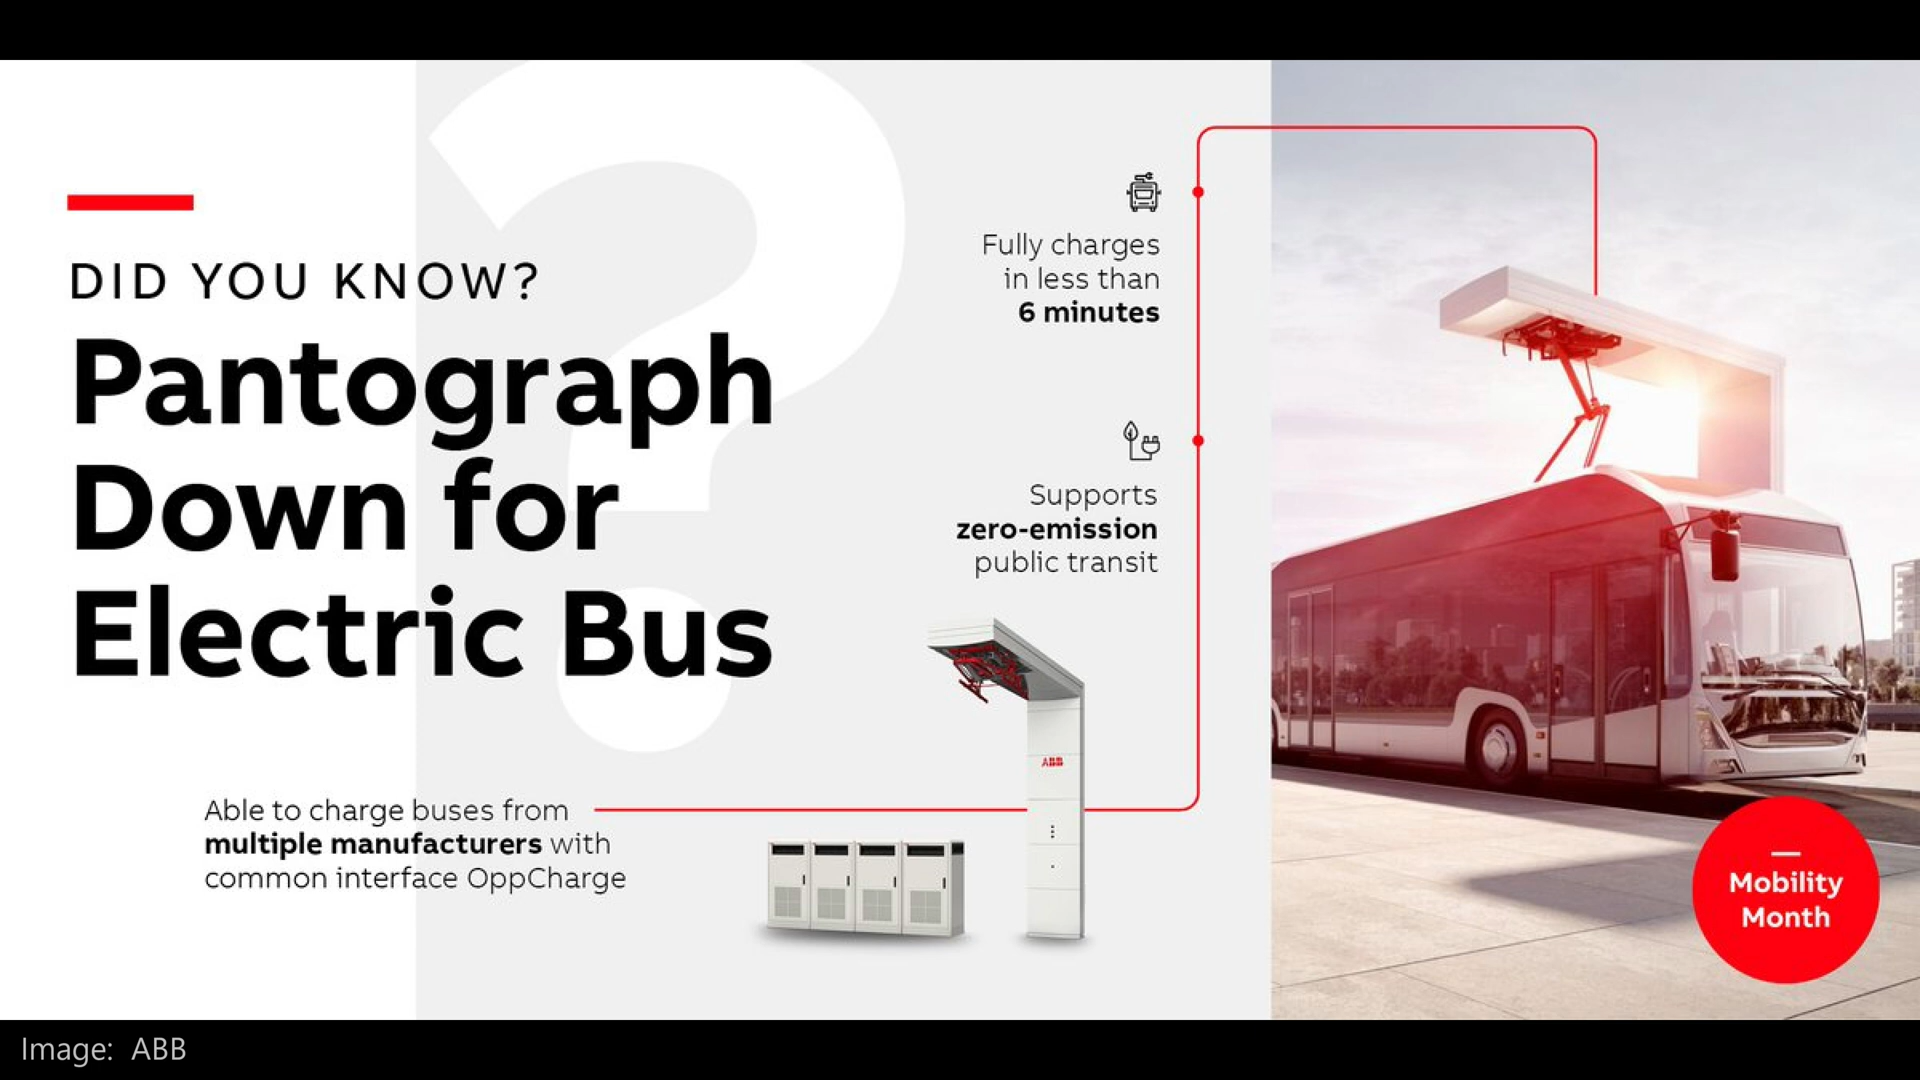 DID YOU KNOW?
Pantograph
Down for
Electric Bus
Fully charges
in less than
6 minutes
Supports
zero-emission
public transit
Able to charge buses from
multiple manufacturers with
common interface OppCharge
ABB
Mobility
Month
Image: ABB